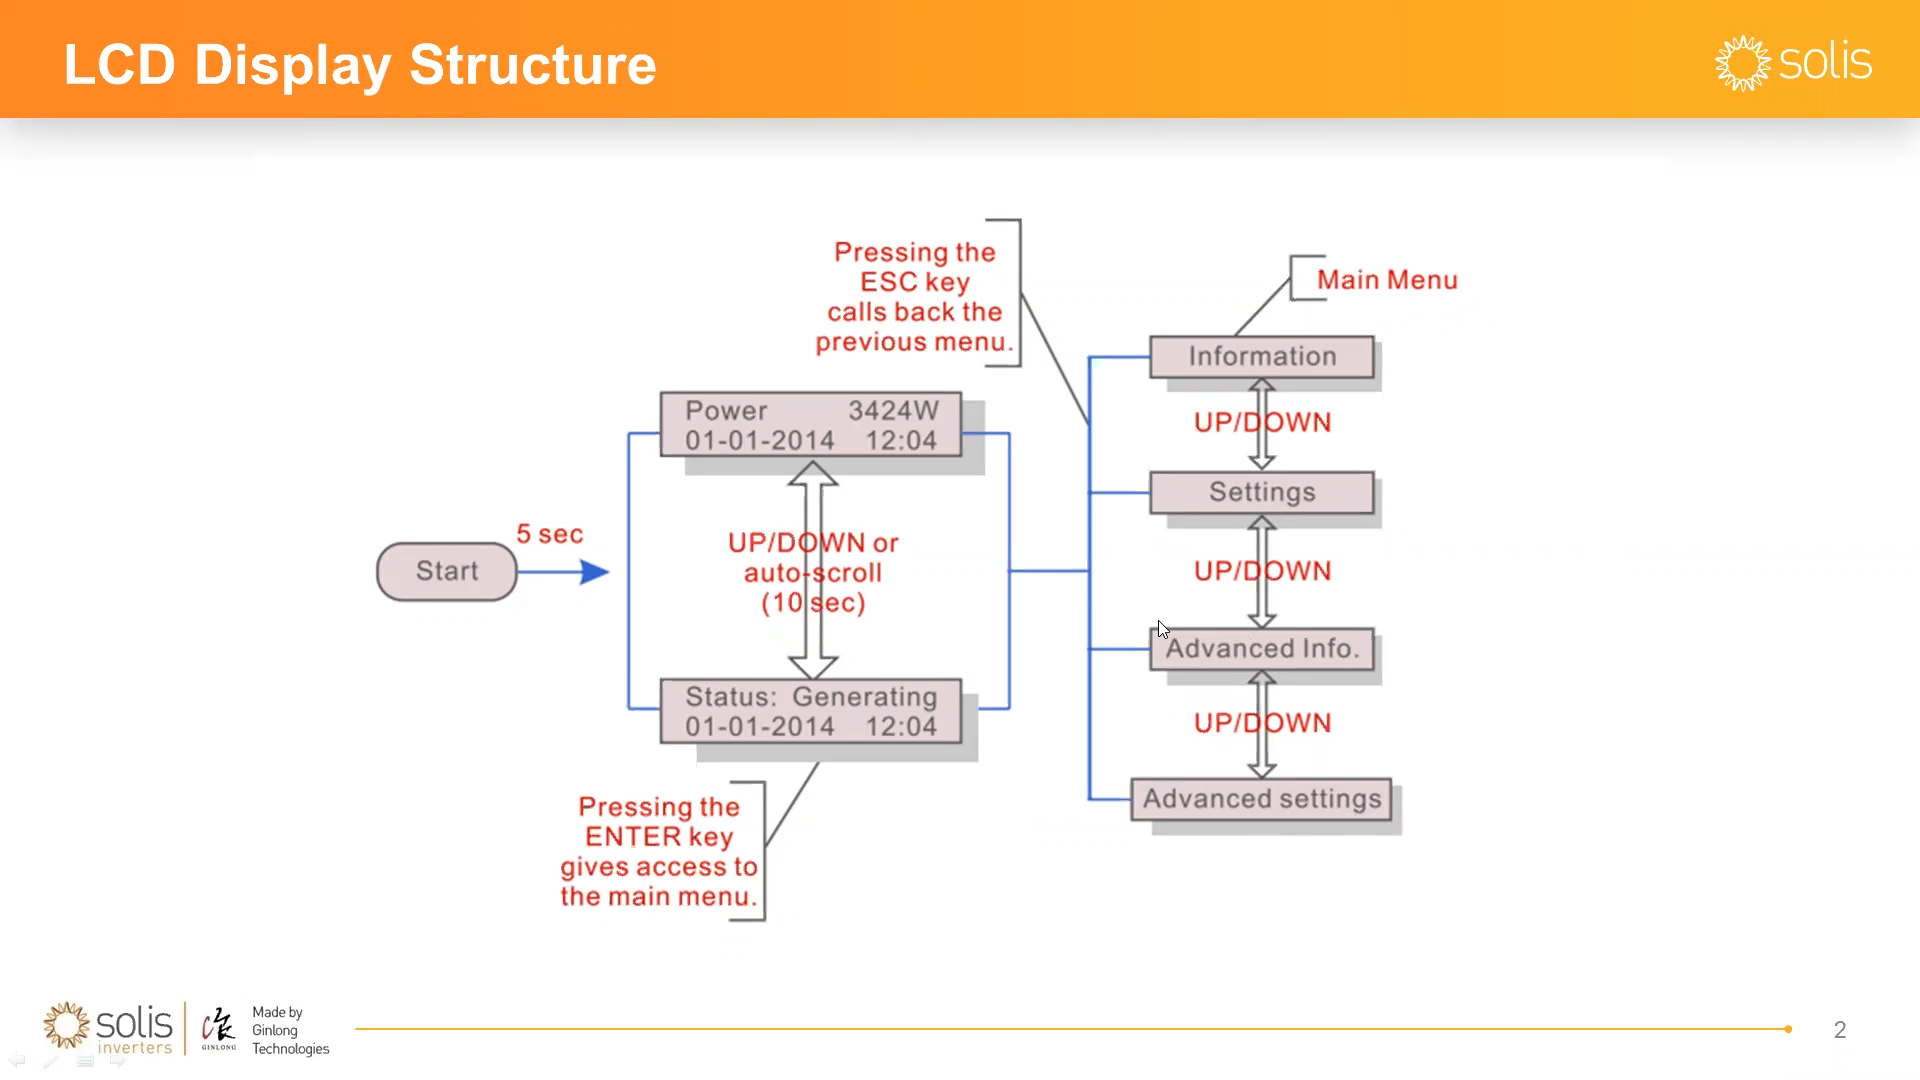 LCD Display Structure
solis
Pressing the
ESC key
calls back the
previous menu.
Main Menu
Information
UP/DOWN
Power 3424W
01-01-2014 12:04
Settings
5 sec
Start
UP/DOWN or
auto-scroll
(10 sec)
UP/DOWN
Advanced Info.
Status: Generating
01-01-2014 12:04
UP/DOWN
Advanced settings
Pressing the
ENTER key
gives access to
the main menu.
solis
inverters
GINLONG
Made by
Ginlong
Technologies
2